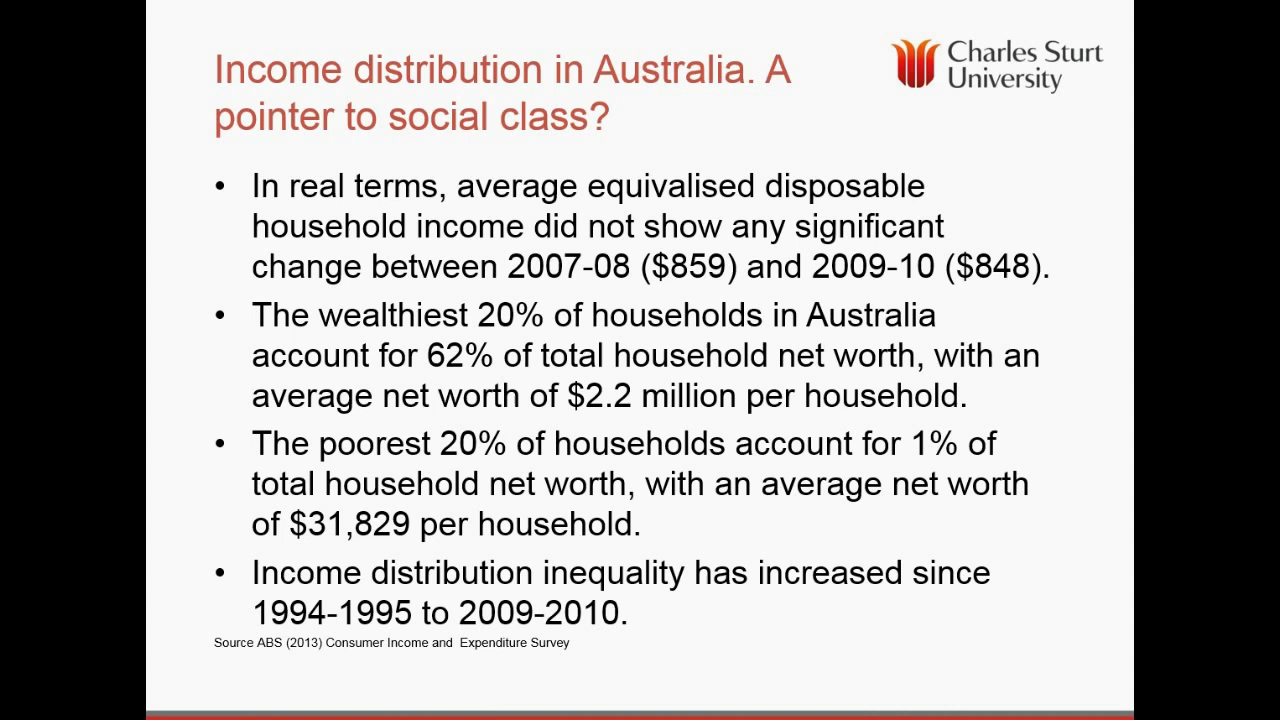 Income distribution in Australia. A
pointer to social class?
Charles Sturt
University
• In real terms, average equivalised disposable
household income did not show any significant
change between 2007-08 ($859) and 2009-10 ($848).
• The wealthiest 20% of households in Australia
account for 62% of total household net worth, with an
average net worth of $2.2 million per household.
• The poorest 20% of households account for 1% of
total household net worth, with an average net worth
of $31,829 per household.
• Income distribution inequality has increased since
1994-1995 to 2009-2010.
Source ABS (2013) Consumer Income and  Expenditure Survey